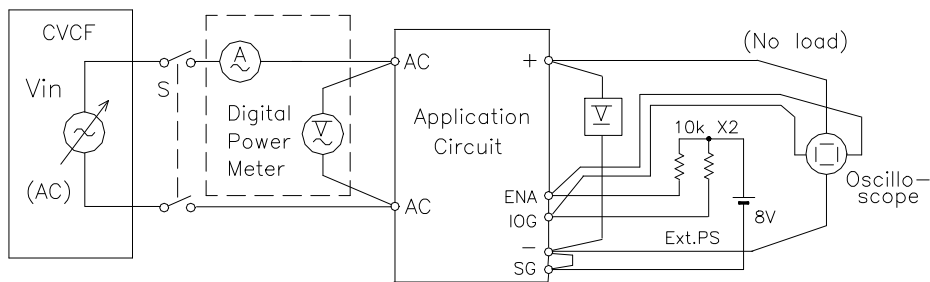 CVCF
Vin
(AC)
S
A
Digital
Power
Meter
V
AC
AC
Application
Circuit
+
ENA
IOG
−
SG
V
(No load)
10k X2
8V
Ext.PS
Oscillo−
scope